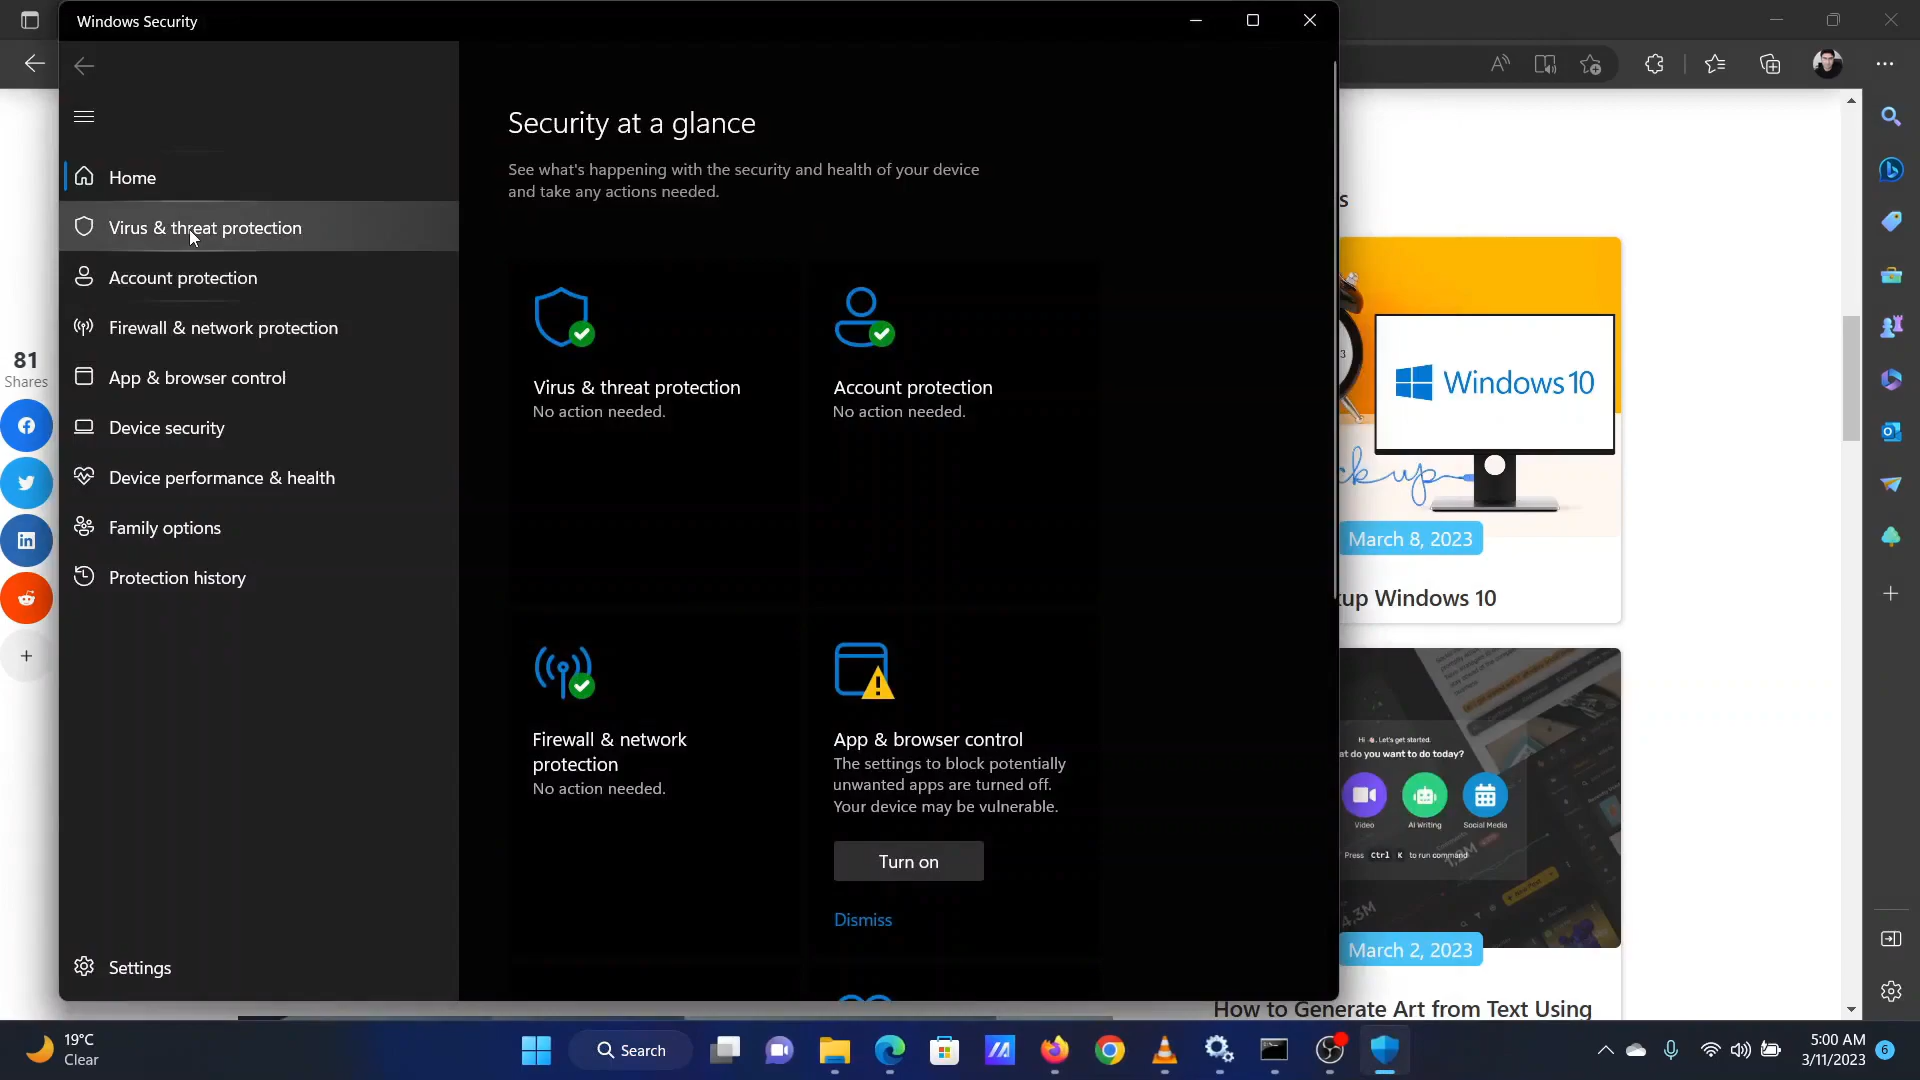 Windows Security
Home
Virus & threat protection
Account protection
Firewall & network protection
App & browser control
Device security
Device performance & health
Family options
Protection history
Settings
Security at a glance
See what's happening with the security and health of your device
and take any actions needed.
Virus & threat protection
No action needed.
Account protection
No action needed.
Firewall & network
protection
No action needed.
App & browser control
The settings to block potentially
unwanted apps are turned off.
Your device may be vulnerable.
Turn on
Dismiss
81
Shares
Windows 10
March 8, 2023
kup Windows 10
Hi 👋, Let's get started.
at do you want to do today?
Video
AI Writing
Social Media
Press Ctrl K to run command
March 2, 2023
How to Generate Art from Text Using
19°C
Clear
Search
5:00 AM
3/11/2023
6